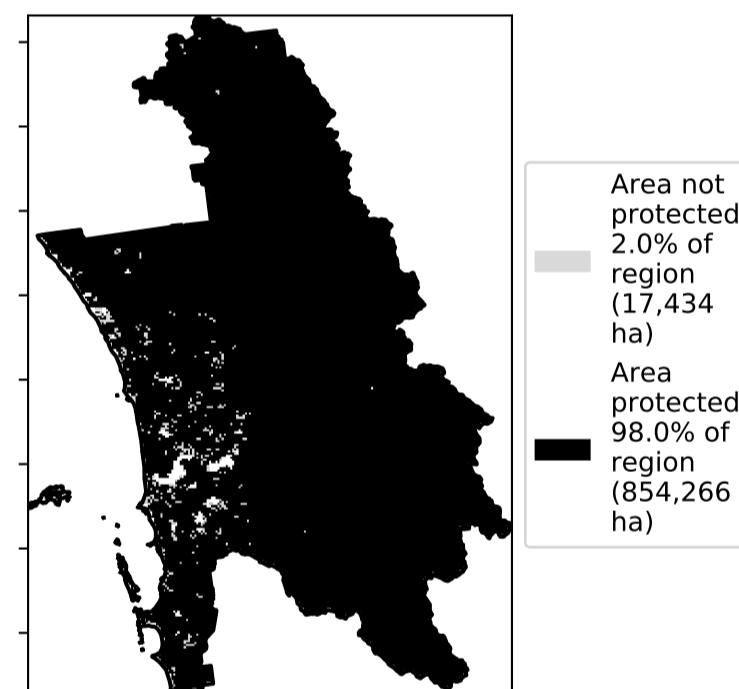 Area not
protected
2.0% of
region
(17,434
ha)
Area
protected
98.0% of
region
(854,266
ha)